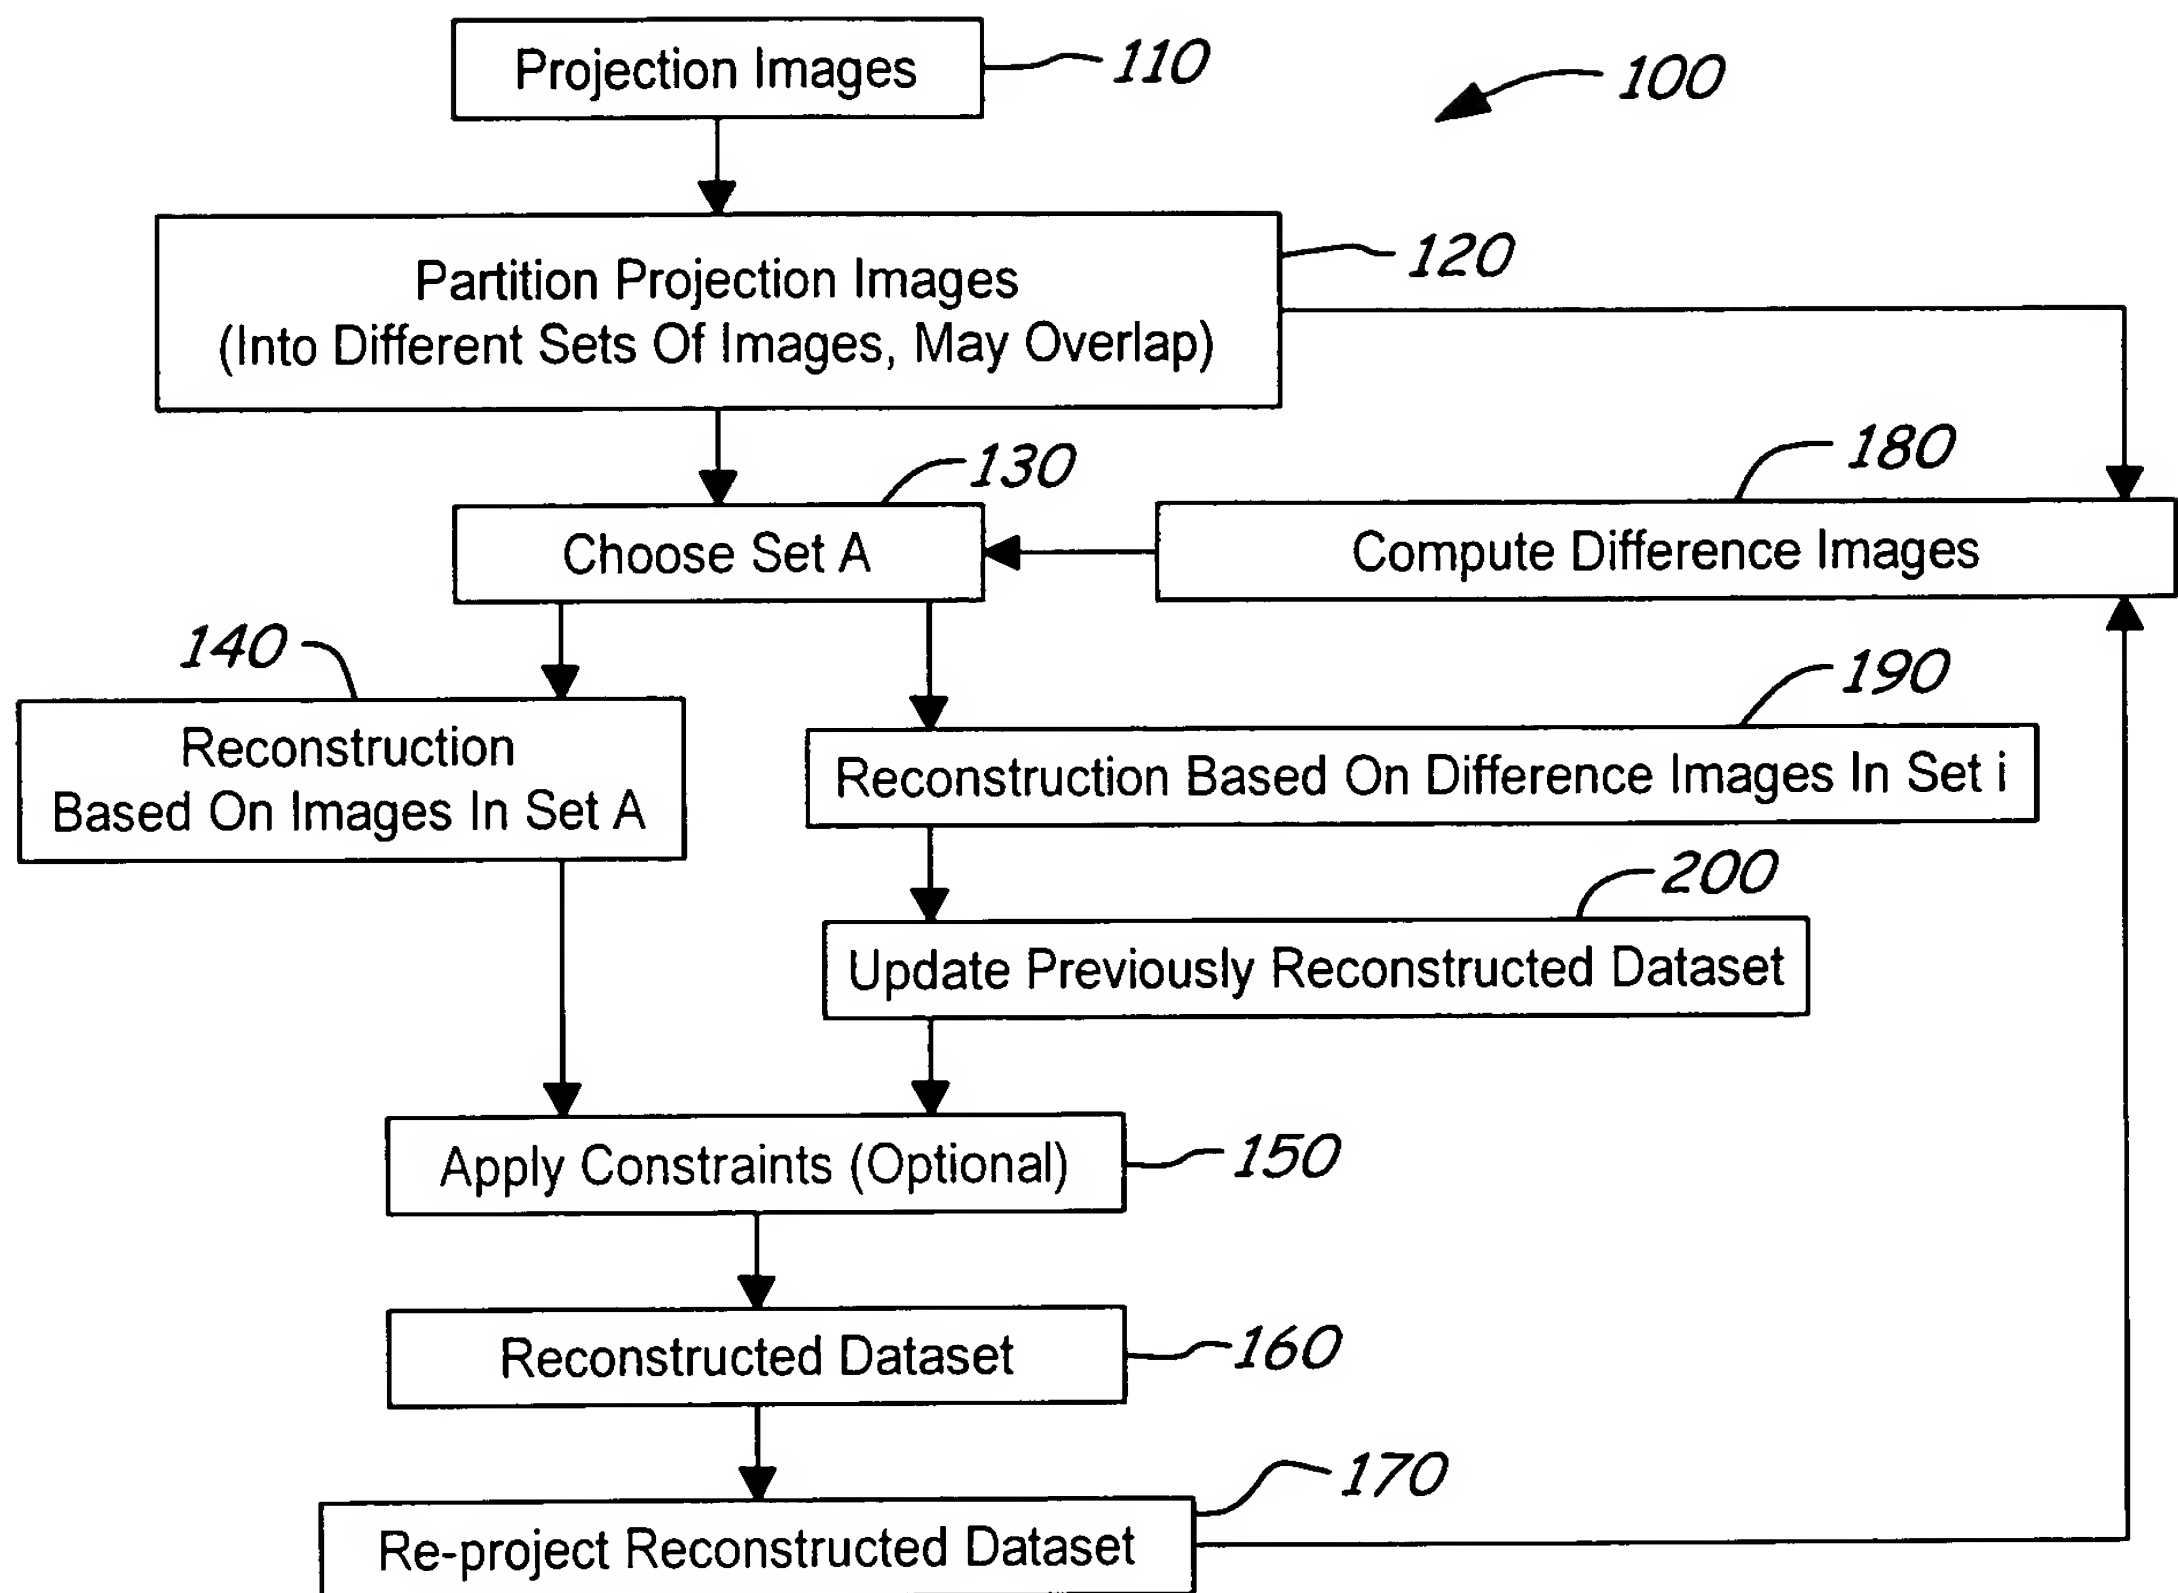 Projection Images
110
100
Partition Projection Images
(Into Different Sets Of Images, May Overlap)
120
130
Choose Set A
180
Compute Difference Images
140
Reconstruction
Based On Images In Set A
190
Reconstruction Based On Difference Images In Set i
200
Update Previously Reconstructed Dataset
Apply Constraints (Optional)
150
Reconstructed Dataset
160
170
Re-project Reconstructed Dataset